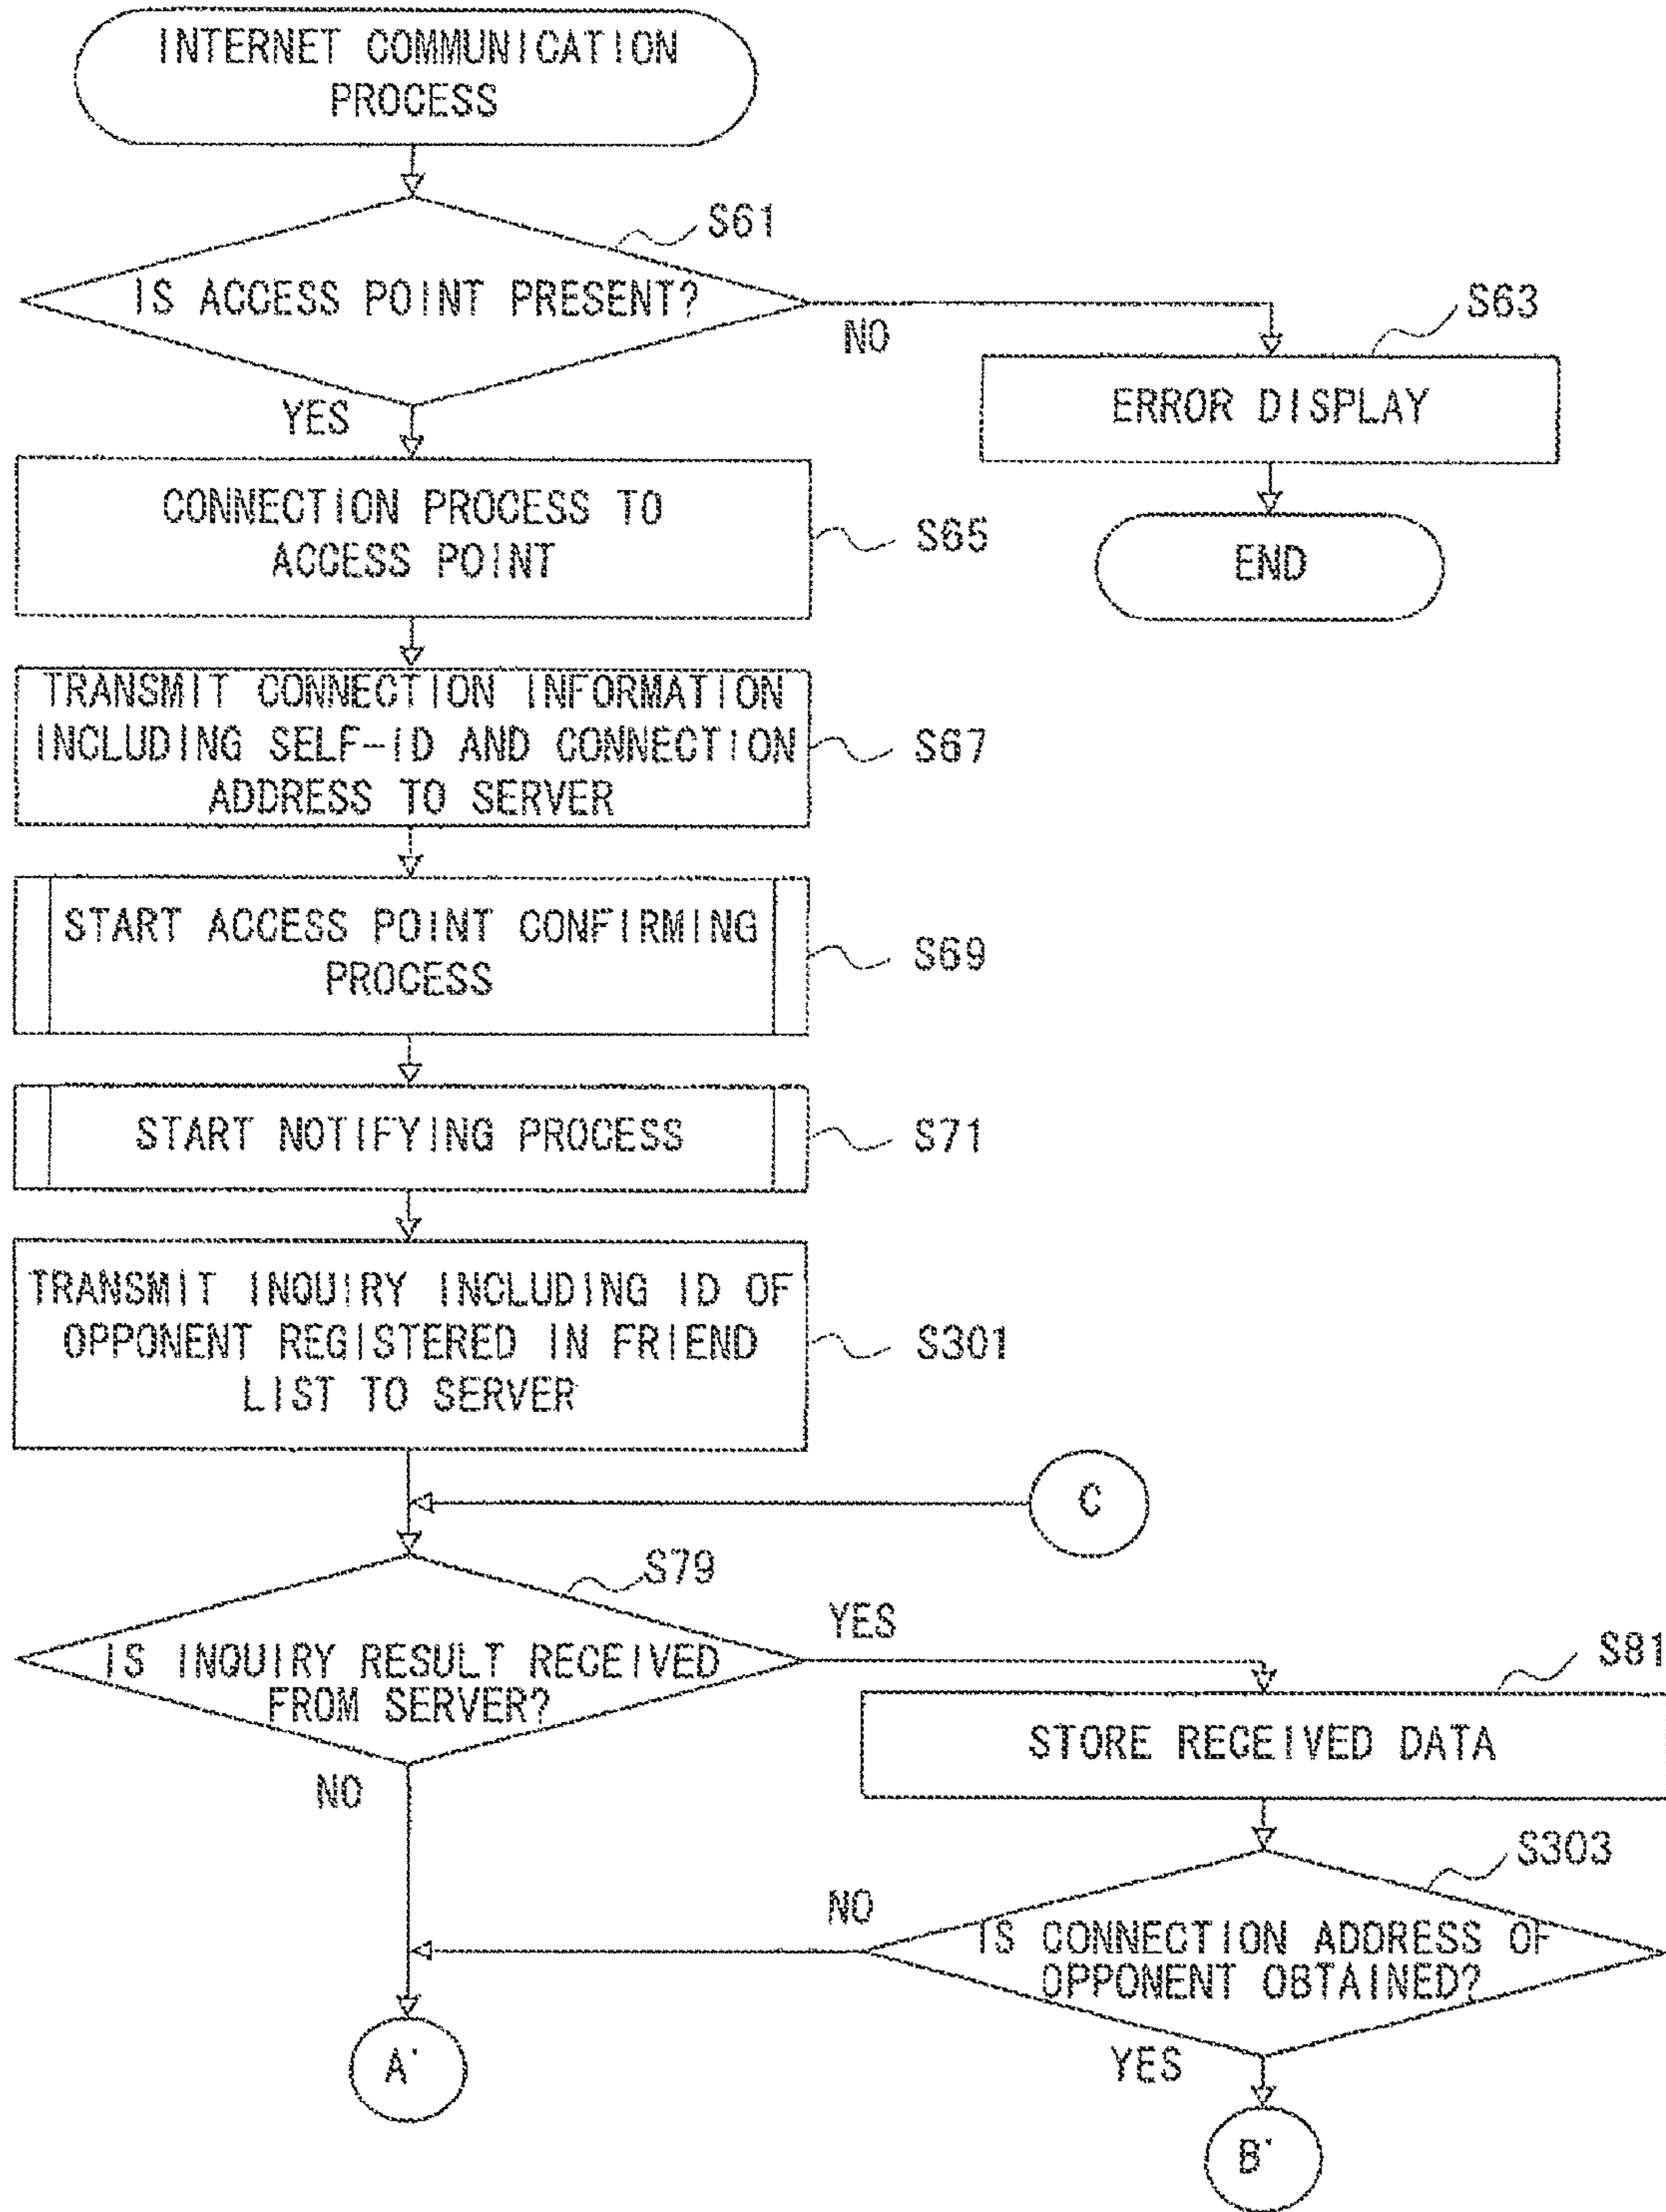 INTERNET COMMUNICATION
PROCESS
S61
IS ACCESS POINT PRESENT?
NO
YES
S63
ERROR DISPLAY
END
CONNECTION PROCESS TO
ACCESS POINT
S65
TRANSMIT CONNECTION INFORMATION
INCLUDING SELF-ID AND CONNECTION
ADDRESS TO SERVER
S67
START ACCESS POINT CONFIRMING
PROCESS
S69
START NOTIFYING PROCESS
S71
TRANSMIT INQUIRY INCLUDING ID OF
OPPONENT REGISTERED IN FRIEND
LIST TO SERVER
S301
C
S79
IS INQUIRY RESULT RECEIVED
FROM SERVER?
YES
NO
S81
STORE RECEIVED DATA
S303
IS CONNECTION ADDRESS OF
OPPONENT OBTAINED?
NO
YES
A'
B'